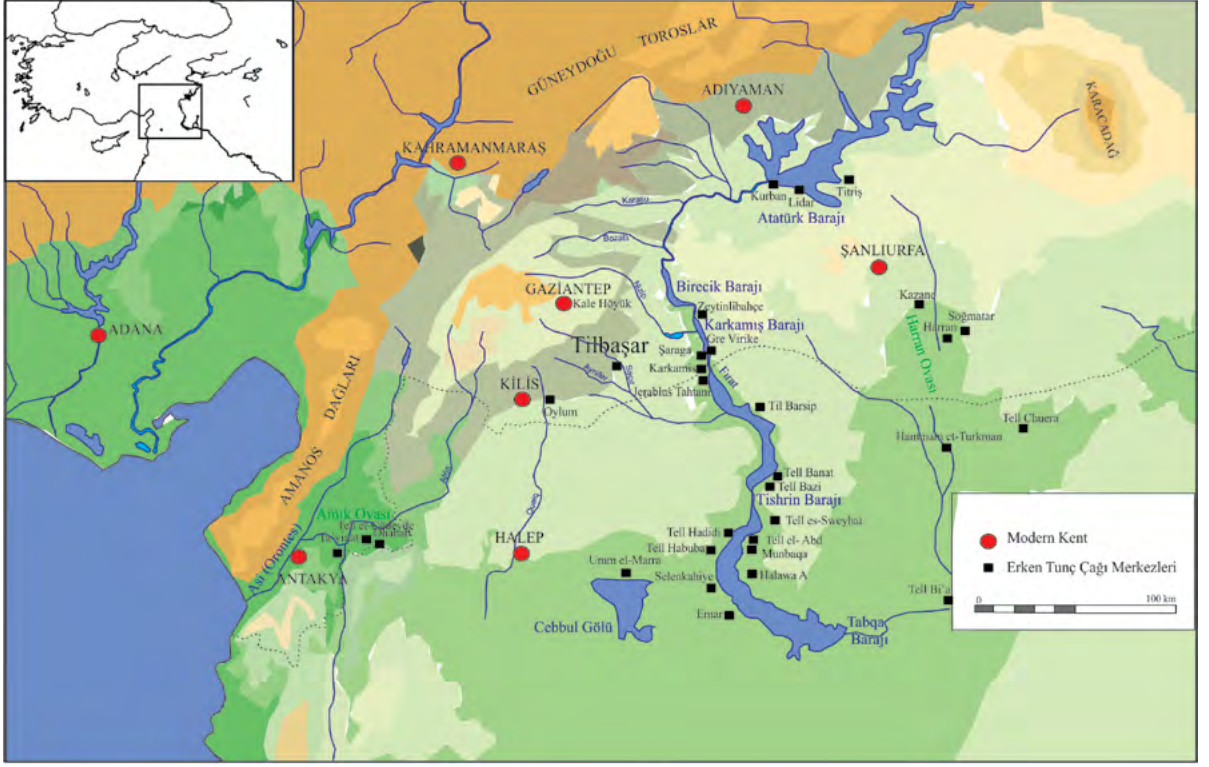 GÜNEYDOĞU TOROSLAR
ADIYAMAN
KARACADAĞ
KAHRAMANMARAŞ
Kurban
Lidar
Titriş
Atatürk Barajı
Karasu
Bozatlı
ŞANLIURFA
GAZİANTEP
Kale Höyük
Nizip
Birecik Barajı
Zeytinlibahçe
Kazane
Soğmatar
Harran
Harran Ovası
ADANA
Karkamış Barajı
Gre Virike
Tilbaşar
Şaraga
Karkamış
Jerablus Tahtani
Fırat
Sajur
KİLİS
Oylum
Til Barsip
Tell Chuera
Hammam et-Turkman
AMANOS DAĞLARI
Afrin
Queiq
Tell Banat
Tell Bazi
Tishrin Barajı
Amik Ovası
Tell es-Sweyhat
HALEP
Tell Hadidi
Tell el- Abd
Tell Habuba
Munbaqa
Asi (Orontes)
ANTAKYA
Umm el-Marra
Selenkahiye
Halawa A
Tell Bi'a
Emar
Cebbul Gölü
Tabqa
Barajı
Modern Kent
Erken Tunç Çağı Merkezleri
0
100 km